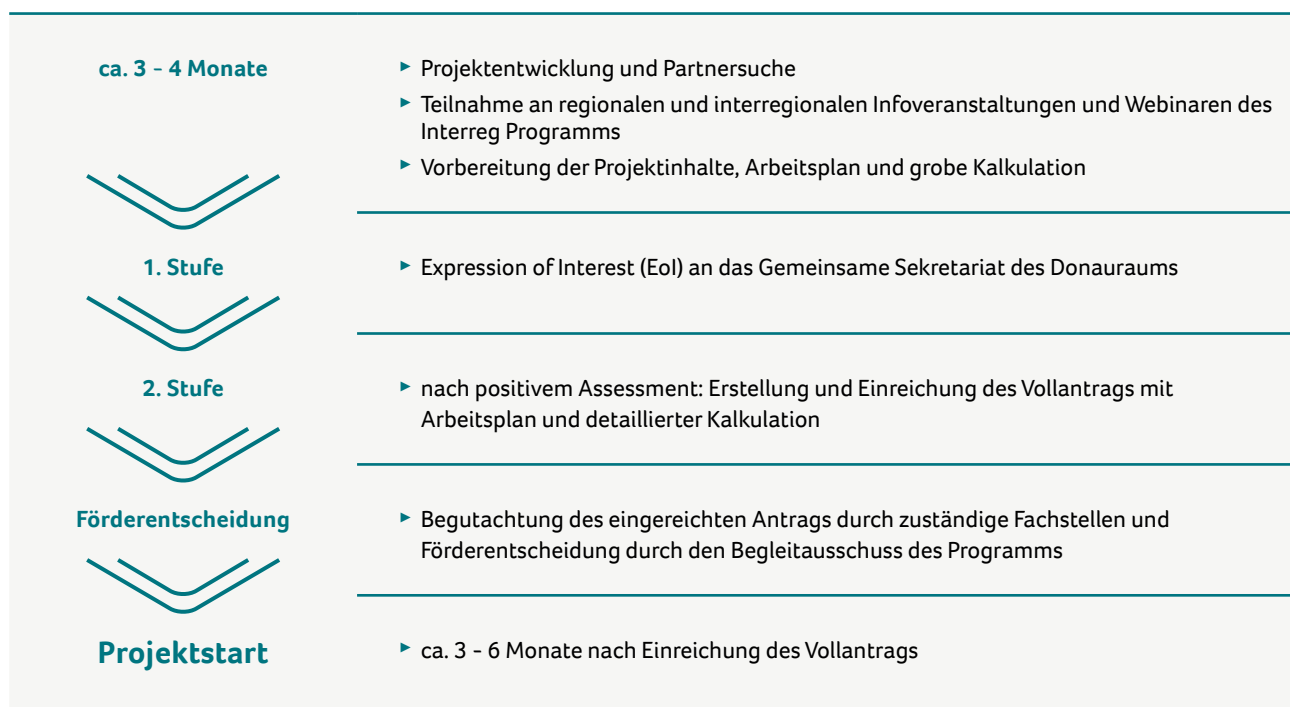 ca. 3 - 4 Monate
▸ Projektentwicklung und Partnersuche
▸ Teilnahme an regionalen und interregionalen Infoveranstaltungen und Webinaren des
Interreg Programms
▸ Vorbereitung der Projektinhalte, Arbeitsplan und grobe Kalkulation
1. Stufe
▸ Expression of Interest (EoI) an das Gemeinsame Sekretariat des Donauraums
2. Stufe
▸ nach positivem Assessment: Erstellung und Einreichung des Vollantrags mit
Arbeitsplan und detaillierter Kalkulation
Förderentscheidung
▸ Begutachtung des eingereichten Antrags durch zuständige Fachstellen und
Förderentscheidung durch den Begleitausschuss des Programms
Projektstart
▸ ca. 3 - 6 Monate nach Einreichung des Vollantrags